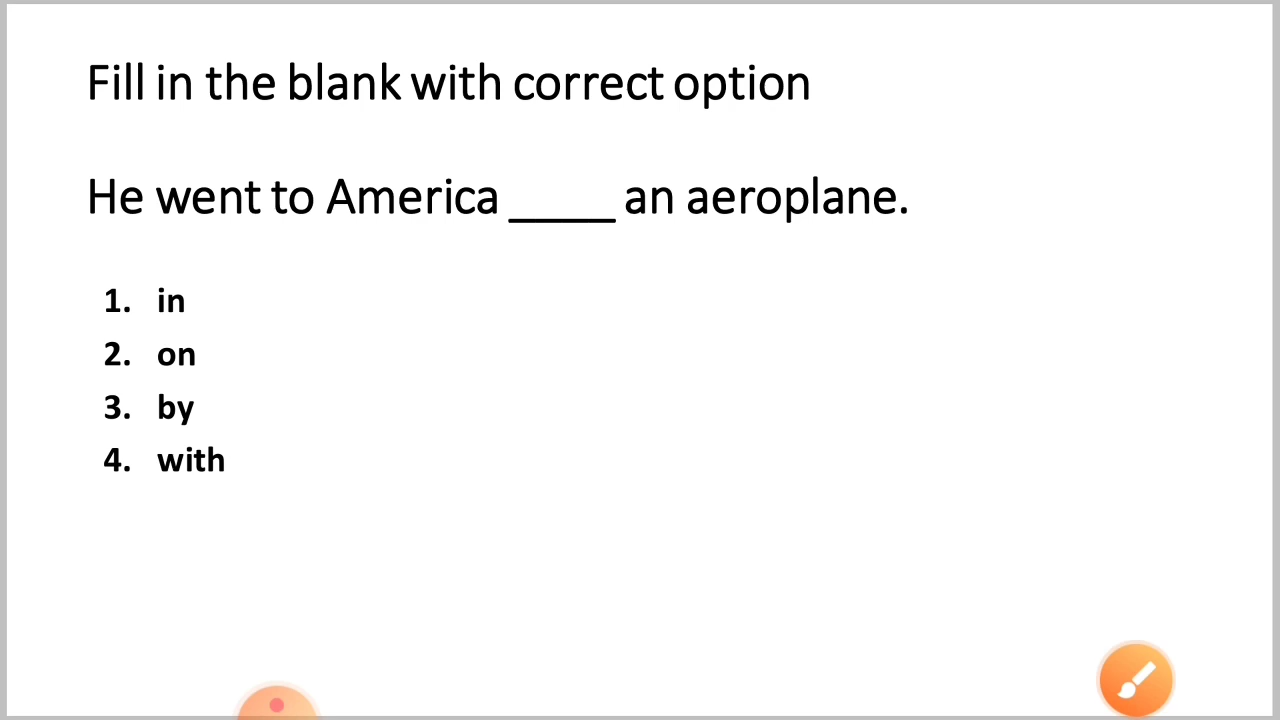 Fill in the blank with correct option
He went to America ____ an aeroplane.
1. in
2. on
3. by
4. with